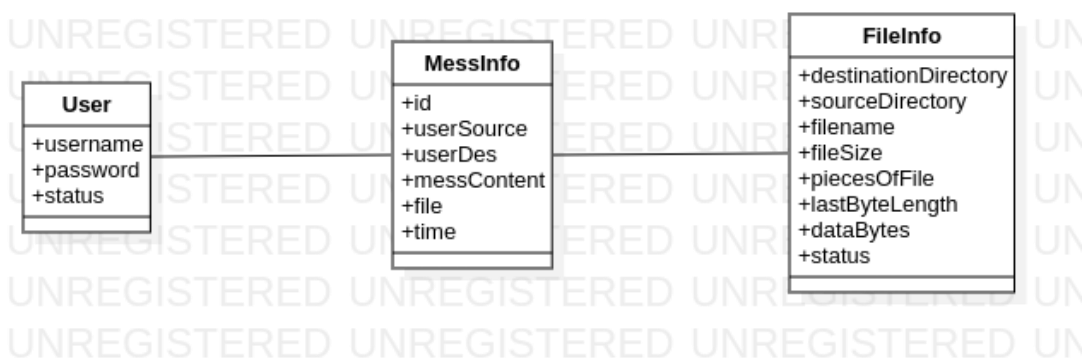 User
+username
+password
+status
MessInfo
+id
+userSource
+userDes
+messContent
+file
+time
FileInfo
+destinationDirectory
+sourceDirectory
+filename
+fileSize
+piecesOfFile
+lastByteLength
+dataBytes
+status
UNREGISTERED UNREGISTERED UNREGISTERED UN
UNREGISTERED UNREGISTERED UNREGISTERED UN